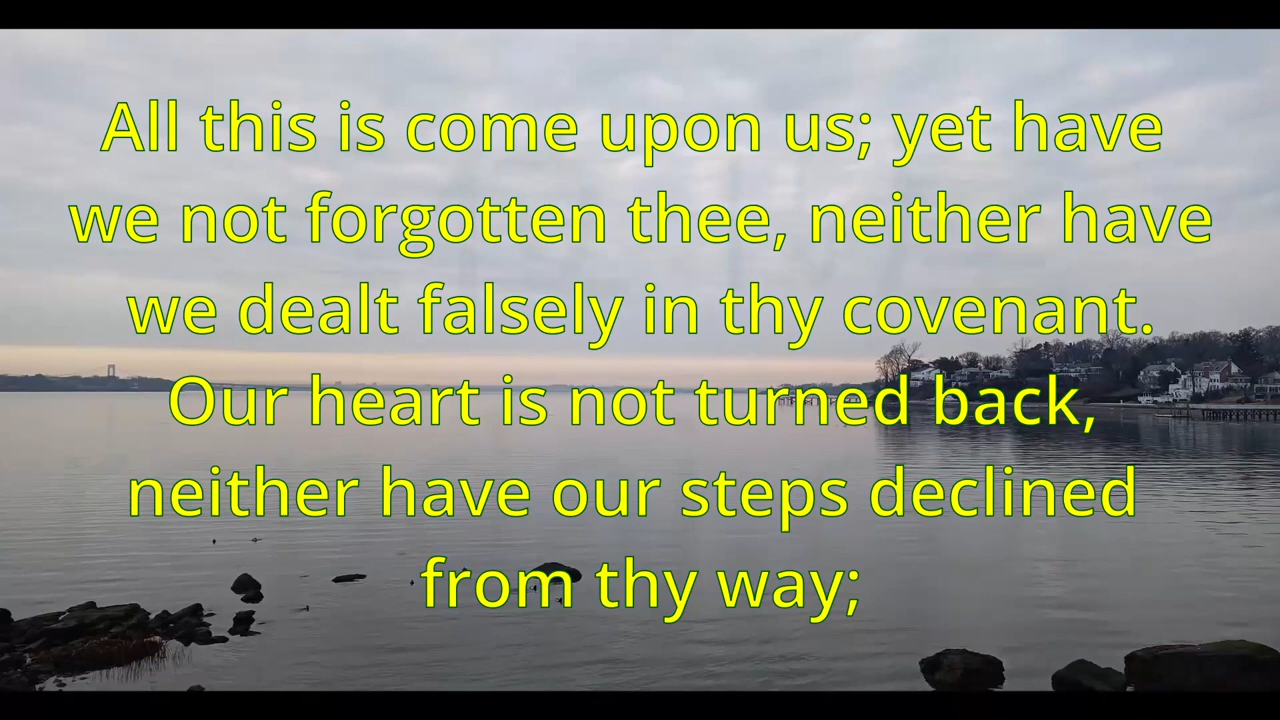 All this is come upon us; yet have
we not forgotten thee, neither have
we dealt falsely in thy covenant.
Our heart is not turned back,
neither have our steps declined
from thy way;